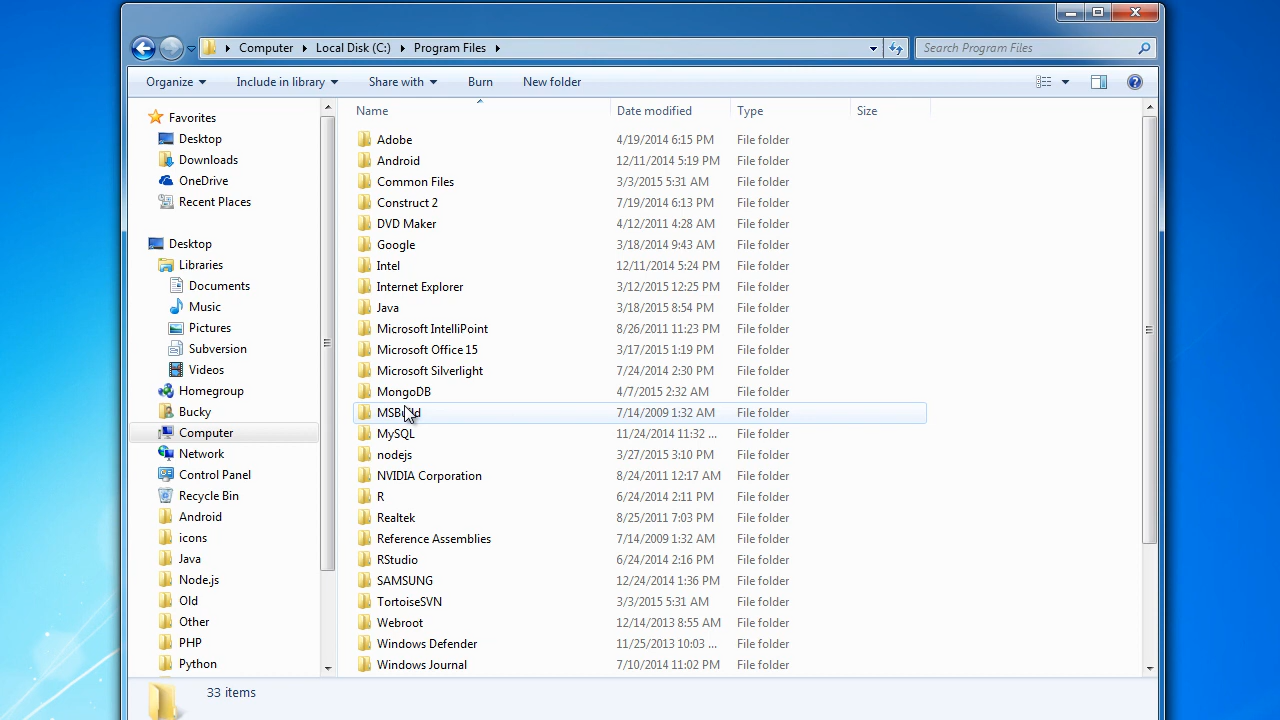 Computer Local Disk (C:) Program Files Search Program Files
Organize Include in library Share with Burn New folder
Favorites
Desktop
Downloads
OneDrive
Recent Places
Desktop
Libraries
Documents
Music
Pictures
Subversion
Videos
Homegroup
Bucky
Computer
Network
Control Panel
Recycle Bin
Android
icons
Java
Node.js
Old
Other
PHP
Python
Name Date modified Type Size
Adobe 4/19/2014 6:15 PM File folder
Android 12/11/2014 5:19 PM File folder
Common Files 3/3/2015 5:31 AM File folder
Construct 2 7/19/2014 6:13 PM File folder
DVD Maker 4/12/2011 4:28 AM File folder
Google 3/18/2014 9:43 AM File folder
Intel 12/11/2014 5:24 PM File folder
Internet Explorer 3/12/2015 12:25 PM File folder
Java 3/18/2015 8:54 PM File folder
Microsoft IntelliPoint 8/26/2011 11:23 PM File folder
Microsoft Office 15 3/17/2015 1:19 PM File folder
Microsoft Silverlight 7/24/2014 2:30 PM File folder
MongoDB 4/7/2015 2:32 AM File folder
MSBuild 7/14/2009 1:32 AM File folder
MySQL 11/24/2014 11:32 ... File folder
nodejs 3/27/2015 3:10 PM File folder
NVIDIA Corporation 8/24/2011 12:17 AM File folder
R 6/24/2014 2:11 PM File folder
Realtek 8/25/2011 7:03 PM File folder
Reference Assemblies 7/14/2009 1:32 AM File folder
RStudio 6/24/2014 2:16 PM File folder
SAMSUNG 12/24/2014 1:36 PM File folder
TortoiseSVN 3/3/2015 5:31 AM File folder
Webroot 12/14/2013 8:55 AM File folder
Windows Defender 11/25/2013 10:03 ... File folder
Windows Journal 7/10/2014 11:02 PM File folder
33 items